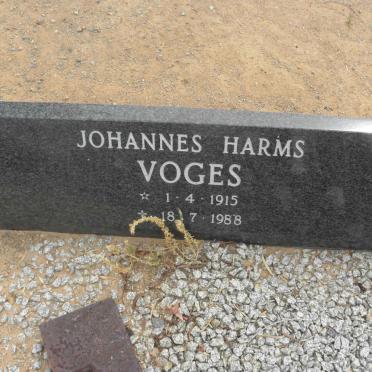 JOHANNES HARMS
VOGES
☆ 1 · 4 · 1915
18 · 7 · 1988